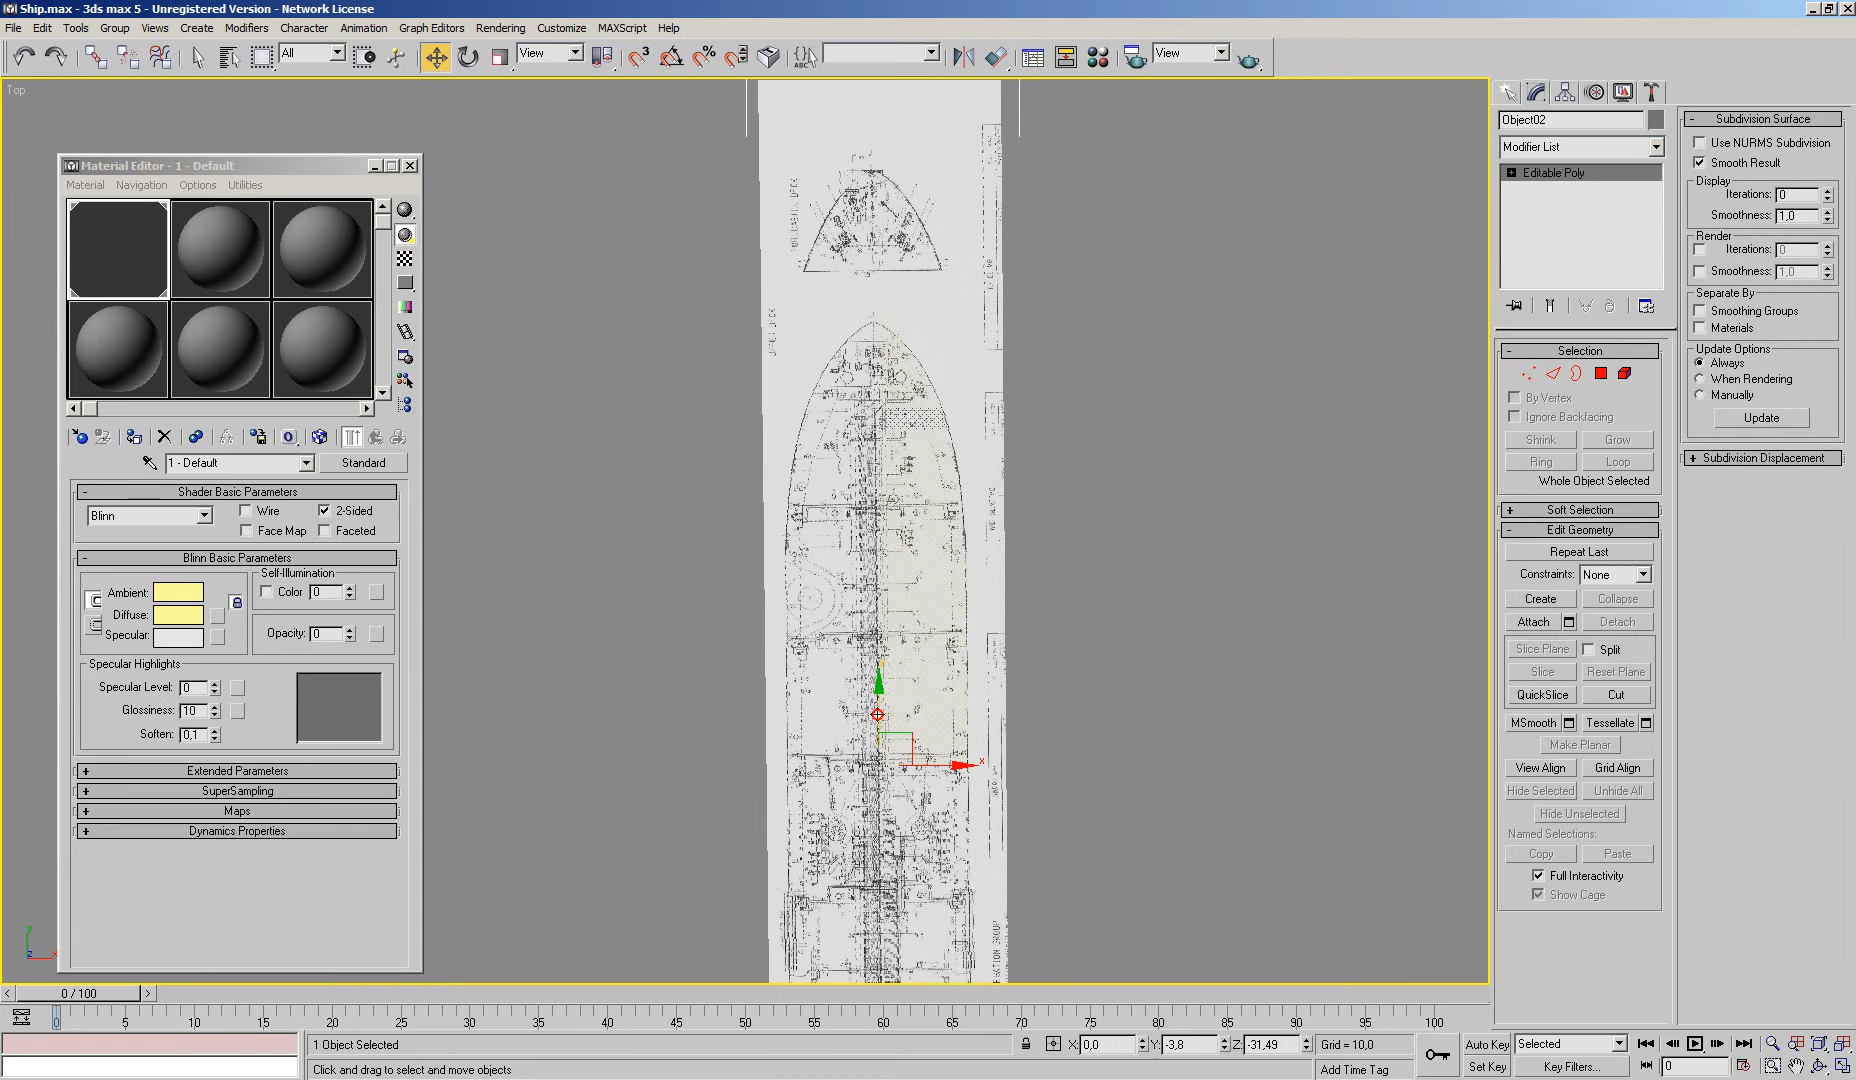 Ship.max - 3ds max 5 - Unregistered Version - Network License
File Edit Tools Group Views Create Modifiers Character Animation Graph Editors Rendering Customize MAXScript Help
All
View
3
%
ABC
View
Top
Material Editor - 1 - Default
Material Navigation Options Utilities
1 - Default
Standard
- Shader Basic Parameters
Blinn
Wire
2-Sided
Face Map
Faceted
- Blinn Basic Parameters
Self-Illumination
Ambient:
Color 0
Diffuse:
Specular:
Opacity: 0
Specular Highlights
Specular Level: 0
Glossiness: 10
Soften: 0,1
+ Extended Parameters
+ SuperSampling
+ Maps
+ Dynamics Properties
UPPER DECK
x
y
z
x
Object02
Modifier List
Editable Poly
- Selection
By Vertex
Ignore Backfacing
Shrink Grow
Ring Loop
Whole Object Selected
+ Soft Selection
- Edit Geometry
Repeat Last
Constraints: None
Create Collapse
Attach Detach
Slice Plane Split
Slice Reset Plane
QuickSlice Cut
MSmooth Tessellate
Make Planar
View Align Grid Align
Hide Selected Unhide All
Hide Unselected
Named Selections:
Copy Paste
Full Interactivity
Show Cage
- Subdivision Surface
Use NURMS Subdivision
Smooth Result
Display
Iterations: 0
Smoothness: 1,0
Render
Iterations: 0
Smoothness: 1,0
Separate By
Smoothing Groups
Materials
Update Options
Always
When Rendering
Manually
Update
+ Subdivision Displacement
< 0 / 100 >
0 5 10 15 20 25 30 35 40 45 50 55 60 65 70 75 80 85 90 95 100
1 Object Selected
X: 0,0 Y: -3,8 Z: -31,49
Grid = 10,0
Auto Key Selected
Click and drag to select and move objects
Add Time Tag
Set Key Key Filters...
0